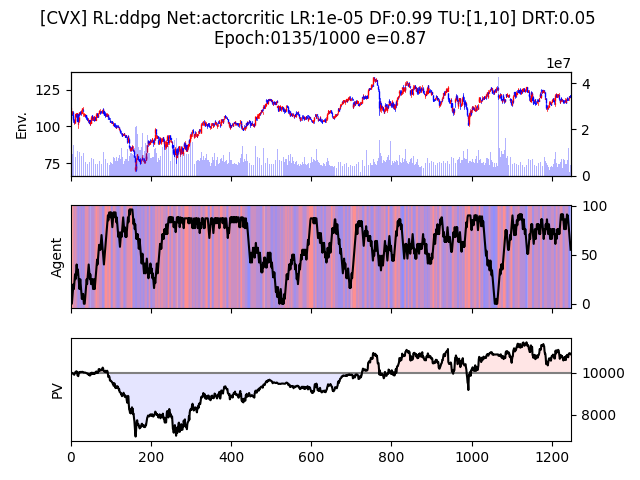 [CVX] RL:ddpg Net:actorcritic LR:1e-05 DF:0.99 TU:[1,10] DRT:0.05
Epoch:0135/1000 e=0.87
1e7
125
100
75
Env.
4
2
0
Agent
100
50
0
PV
10000
8000
0 200 400 600 800 1000 1200